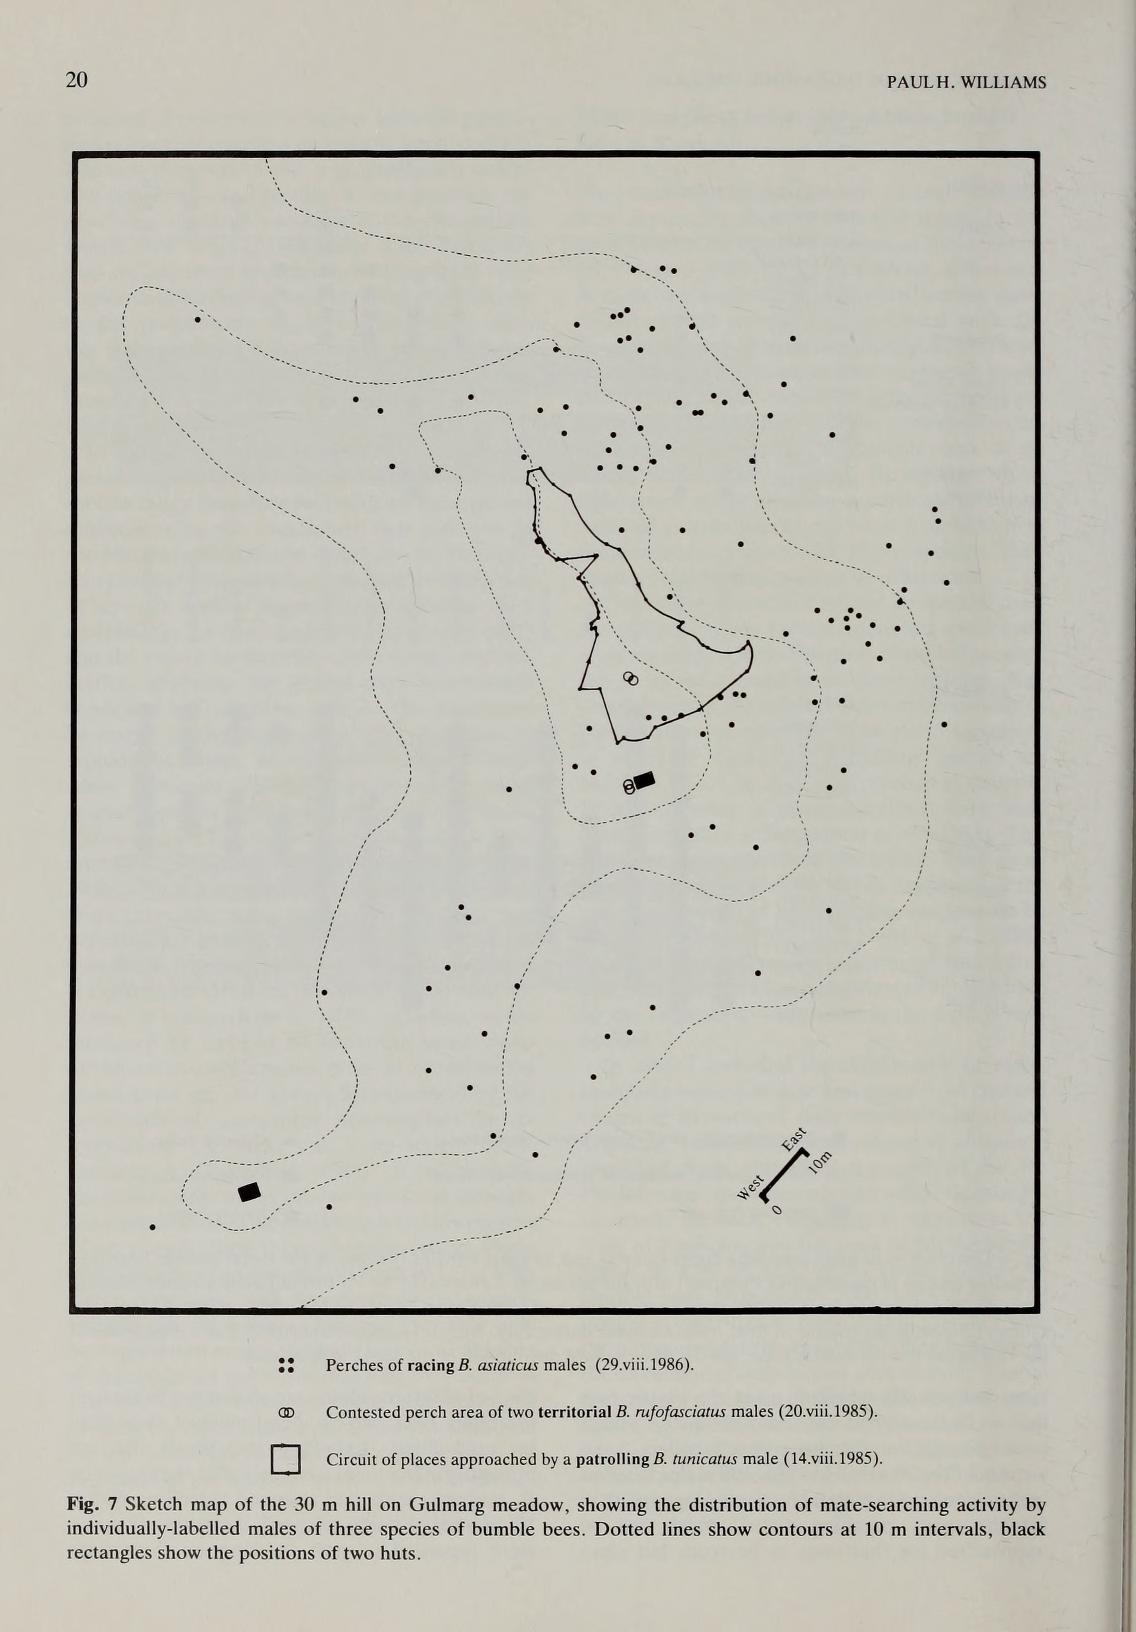 20
PAUL H. WILLIAMS
East
West
10m
0
Perches of racing B. asiaticus males (29.viii.1986).
Contested perch area of two territorial B. rufofasciatus males (20.viii.1985).
Circuit of places approached by a patrolling B. tunicatus male (14.viii.1985).
Fig. 7 Sketch map of the 30 m hill on Gulmarg meadow, showing the distribution of mate-searching activity by
individually-labelled males of three species of bumble bees. Dotted lines show contours at 10 m intervals, black
rectangles show the positions of two huts.